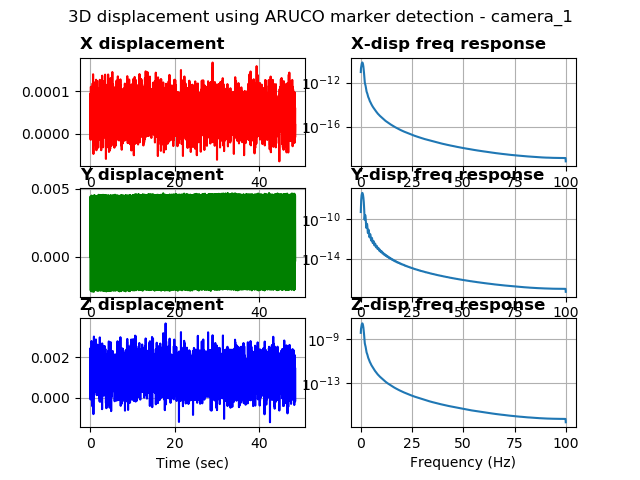 3D displacement using ARUCO marker detection - camera_1
X displacement
0.0001
0.0000
0 20 40
X-disp freq response
10⁻¹²
10⁻¹⁶
0 25 50 75 100
Y displacement
0.005
0.000
0 20 40
Y-disp freq response
10⁻¹⁰
10⁻¹⁴
0 25 50 75 100
Z displacement
0.002
0.000
0 20 40
Time (sec)
Z-disp freq response
10⁻⁹
10⁻¹³
0 25 50 75 100
Frequency (Hz)